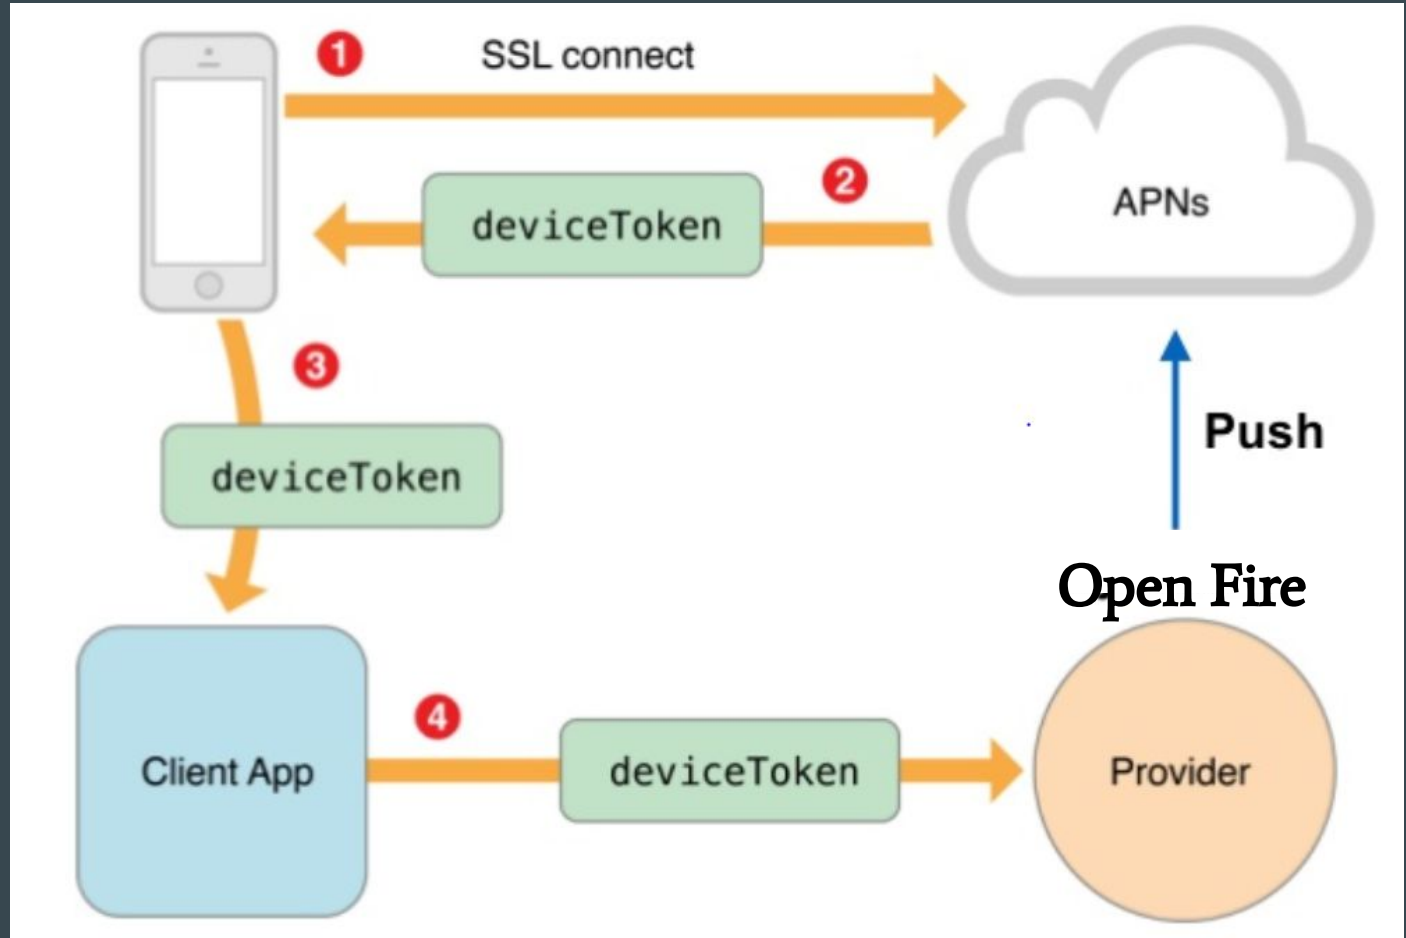 1
SSL connect
2
deviceToken
APNs
3
deviceToken
Push
Open Fire
4
Client App
deviceToken
Provider